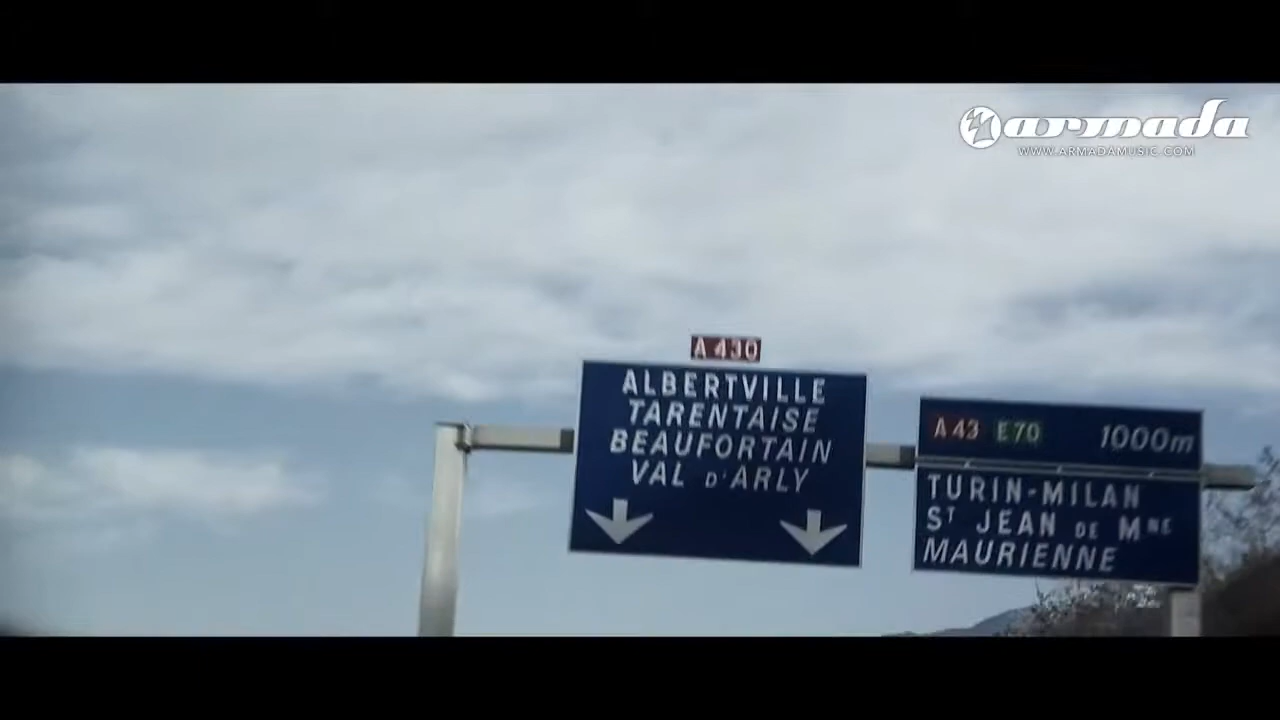 armada
WWW.ARMADAMUSIC.COM
A 430
ALBERTVILLE
TARENTAISE
BEAUFORTAIN
VAL D'ARLY
A 43 E 70 1000m
TURIN-MILAN
ST JEAN DE MNE
MAURIENNE